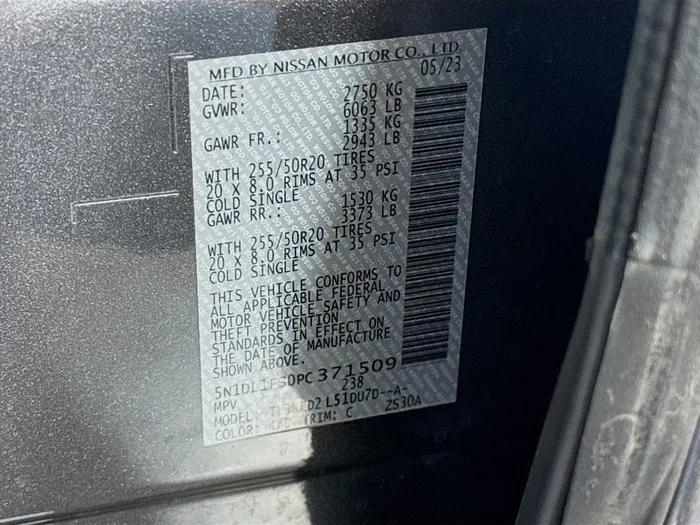 MFD BY NISSAN MOTOR CO., LTD.
DATE: 05/23
GVWR: 2750 KG
6063 LB
GAWR FR.: 1335 KG
2943 LB
WITH 255/50R20 TIRES
20 X 8.0 RIMS AT 35 PSI
COLD SINGLE
GAWR RR.: 1530 KG
3373 LB
WITH 255/50R20 TIRES
20 X 8.0 RIMS AT 35 PSI
COLD SINGLE
THIS VEHICLE CONFORMS TO
ALL APPLICABLE FEDERAL
MOTOR VEHICLE SAFETY AND
THEFT PREVENTION
STANDARDS IN EFFECT ON
THE DATE OF MANUFACTURE
SHOWN ABOVE.
371509
MPV 238
MODEL: L51DU7D--A-
COLOR: TRIM: C ZS30A